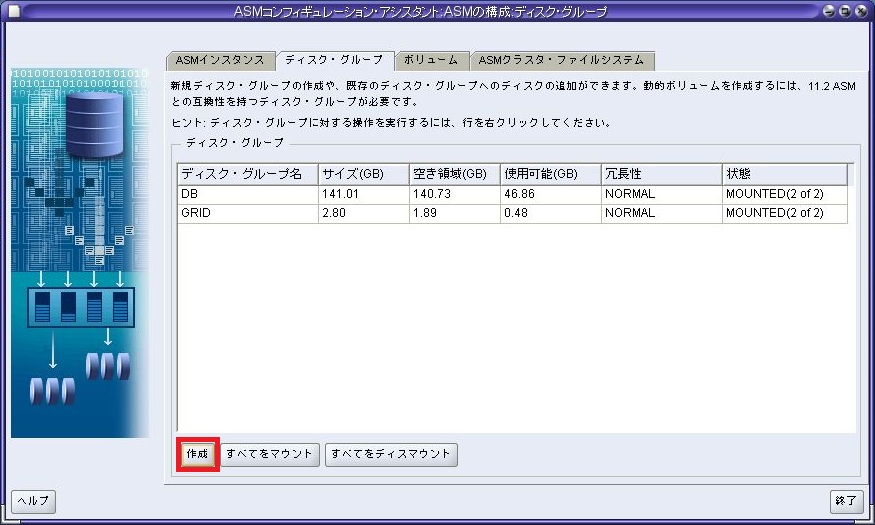 ASMコンフィギュレーション・アシスタント:ASMの構成:ディスク・グループ
ASMインスタンス ディスク・グループ ボリューム ASMクラスタ・ファイルシステム
新規ディスク・グループの作成や、既存のディスク・グループへのディスクの追加ができます。動的ボリュームを作成するには、11.2 ASM
との互換性を持つディスク・グループが必要です。
ヒント: ディスク・グループに対する操作を実行するには、行を右クリックしてください。
ディスク・グループ
ディスク・グループ名 サイズ(GB) 空き領域(GB) 使用可能(GB) 冗長性 状態
DB 141.01 140.73 46.86 NORMAL MOUNTED(2 of 2)
GRID 2.80 1.89 0.48 NORMAL MOUNTED(2 of 2)
作成 すべてをマウント すべてをディスマウント
ヘルプ 終了